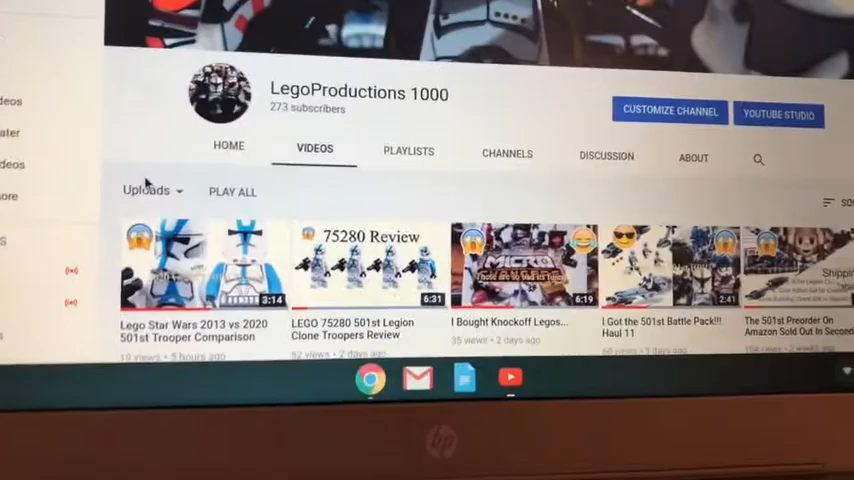 LegoProductions 1000
273 subscribers
CUSTOMIZE CHANNEL
YOUTUBE STUDIO
HOME
VIDEOS
PLAYLISTS
CHANNELS
DISCUSSION
ABOUT
Uploads
PLAY ALL
3:14
75280 Review
6:31
MICRO
CHANGERS
6:19
2:41
Shipping
Lego Star Wars 2013 vs 2020
501st Trooper Comparison
19 views • 5 hours ago
LEGO 75280 501st Legion
Clone Troopers Review
52 views • 2 days ago
I Bought Knockoff Legos...
35 views • 2 days ago
I Got the 501st Battle Pack!!!
Haul 11
views • 3 days ago
The 501st Preorder On
Amazon Sold Out In Seconds
views • 2 weeks ago
hp